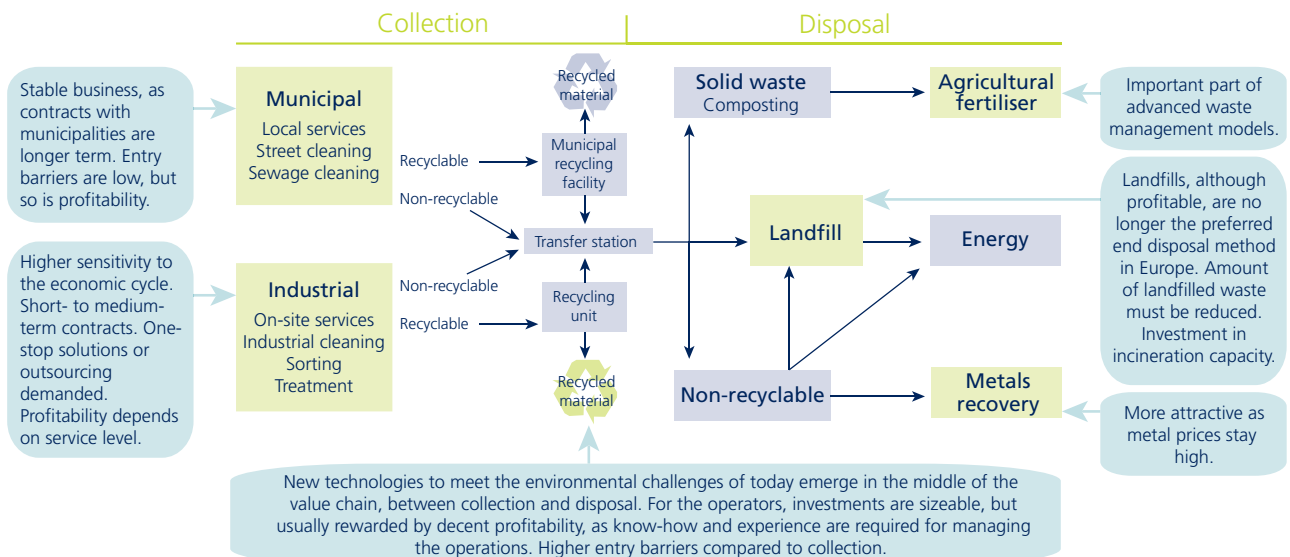 Collection
Disposal
Stable business, as
contracts with
municipalities are
longer term. Entry
barriers are low, but
so is profitability.
Municipal
Local services
Street cleaning
Sewage cleaning
Recyclable
Non-recyclable
Recycled
material
Municipal
recycling
facility
Transfer station
Higher sensitivity to
the economic cycle.
Short- to medium-
term contracts. One-
stop solutions or
outsourcing
demanded.
Profitability depends
on service level.
Industrial
On-site services
Industrial cleaning
Sorting
Treatment
Non-recyclable
Recyclable
Recycling
unit
Recycled
material
Solid waste
Composting
Agricultural
fertiliser
Important part of
advanced waste
management models.
Landfill
Energy
Landfills, although
profitable, are no
longer the preferred
end disposal method
in Europe. Amount
of landfilled waste
must be reduced.
Investment in
incineration capacity.
Non-recyclable
Metals
recovery
More attractive as
metal prices stay
high.
New technologies to meet the environmental challenges of today emerge in the middle of the
value chain, between collection and disposal. For the operators, investments are sizeable, but
usually rewarded by decent profitability, as know-how and experience are required for managing
the operations. Higher entry barriers compared to collection.